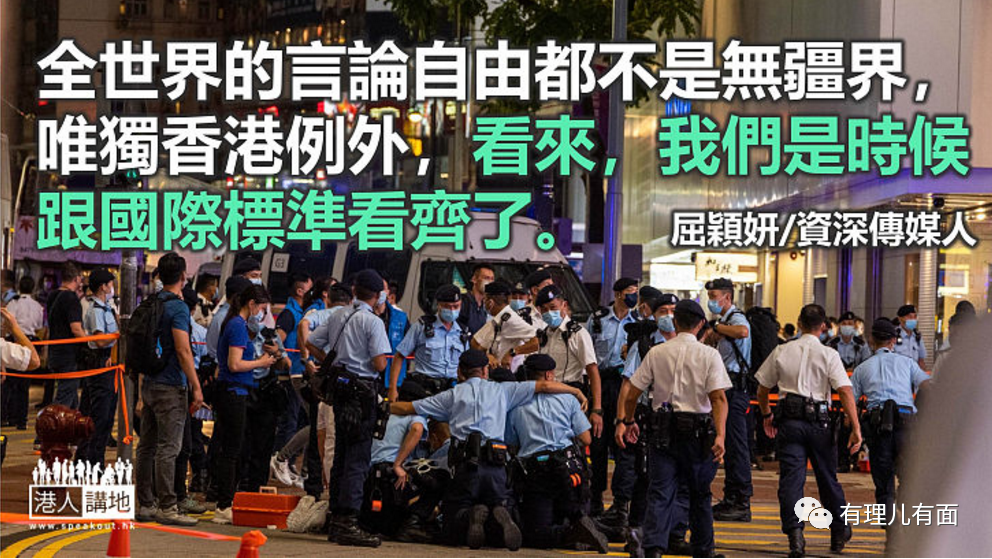 全世界的言論自由都不是無疆界，
唯獨香港例外，看來，我們是時候
跟國際標準看齊了。
屈穎妍/資深傳媒人
港人講地
www.speakout.hk
有理儿有面